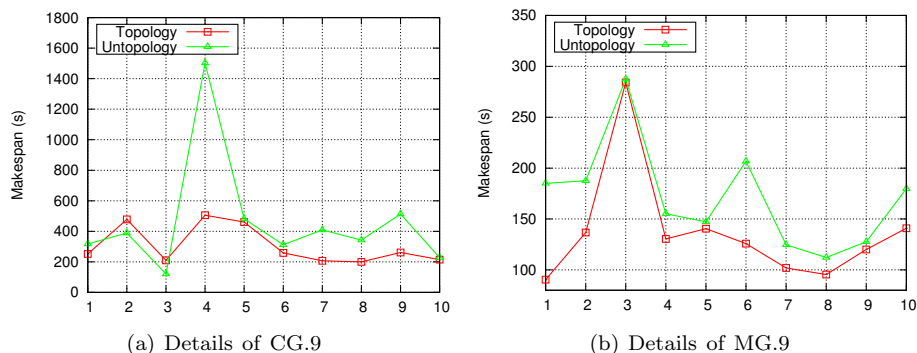 Topology
Untopology
1800
1600
1400
1200
1000
800
600
400
200
0
Makespan (s)
1 2 3 4 5 6 7 8 9 10
(a) Details of CG.9
Topology
Untopology
350
300
250
200
150
100
Makespan (s)
1 2 3 4 5 6 7 8 9 10
(b) Details of MG.9